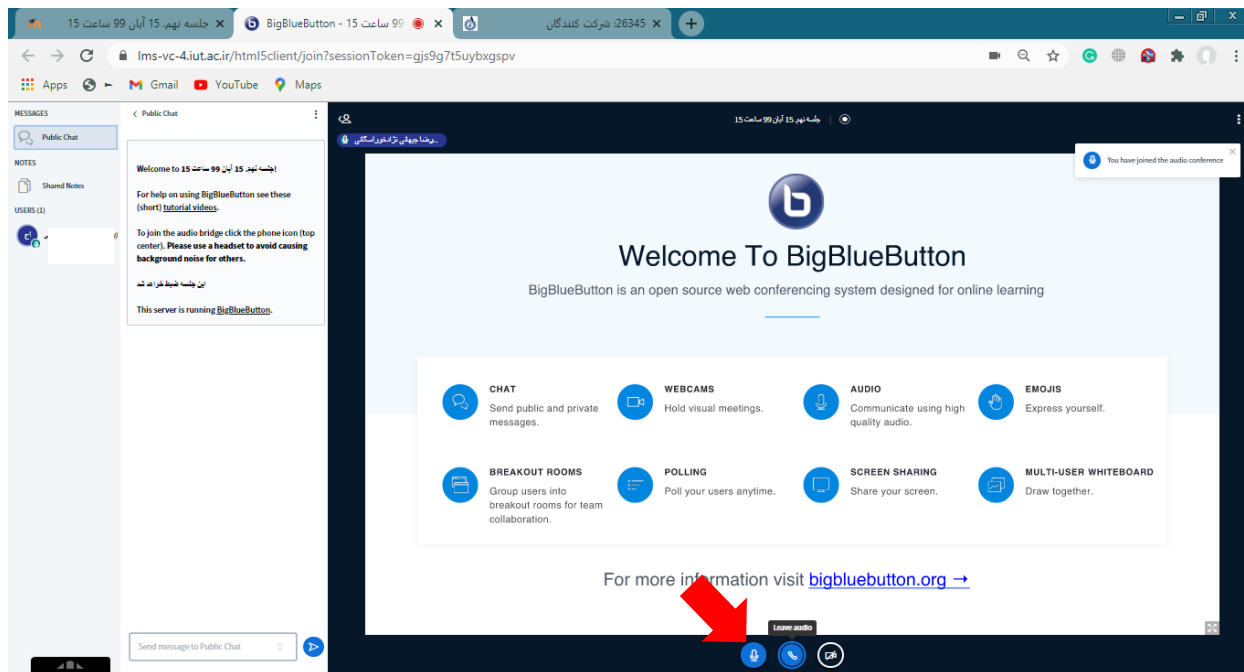 جلسه نهم، 15 آبان 99 ساعت 15
BigBlueButton - 15 99 ساعت
26345: شرکت کنندگان
lms-vc-4.iut.ac.ir/html5client/join?sessionToken=gjs9g7t5uybxgspv
Apps
Gmail
YouTube
Maps
MESSAGES
Public Chat
NOTES
Shared Notes
USERS (1)
Public Chat
Welcome to جلسه نهم، 15 آبان 99 ساعت 15!
For help on using BigBlueButton see these
(short) tutorial videos.
To join the audio bridge click the phone icon (top
center). Please use a headset to avoid causing
background noise for others.
این جلسه ضبط خواهد شد
This server is running BigBlueButton.
Send message to Public Chat
جلسه نهم، 15 آبان 99 ساعت 15
You have joined the audio conference
Welcome To BigBlueButton
BigBlueButton is an open source web conferencing system designed for online learning
CHAT
Send public and private
messages.
WEBCAMS
Hold visual meetings.
AUDIO
Communicate using high
quality audio.
EMOJIS
Express yourself.
BREAKOUT ROOMS
Group users into
breakout rooms for team
collaboration.
POLLING
Poll your users anytime.
SCREEN SHARING
Share your screen.
MULTI-USER WHITEBOARD
Draw together.
For more information visit bigbluebutton.org →
Leave audio